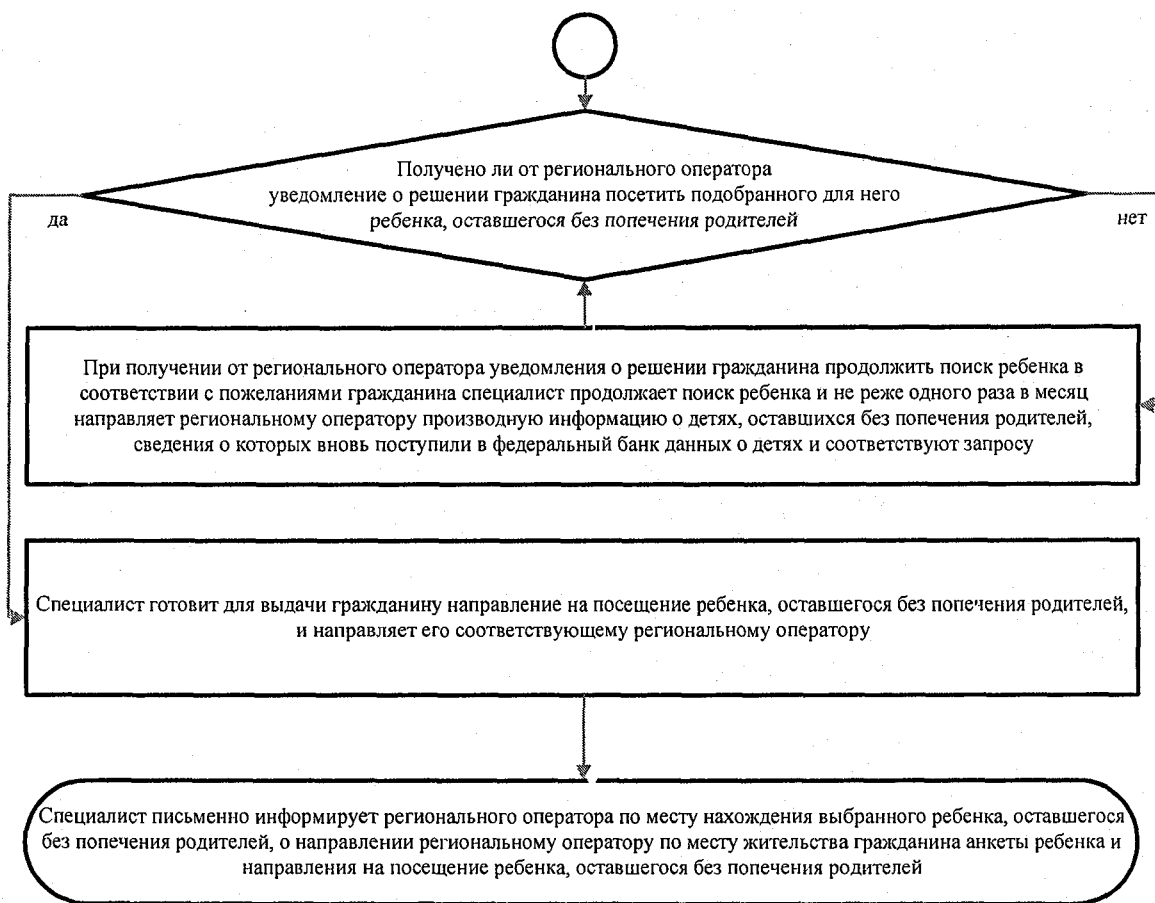 Получено ли от регионального оператора
уведомление о решении гражданина посетить подобранного для него
ребенка, оставшегося без попечения родителей
да
нет
При получении от регионального оператора уведомления о решении гражданина продолжить поиск ребенка в
соответствии с пожеланиями гражданина специалист продолжает поиск ребенка и не реже одного раза в месяц
направляет региональному оператору производную информацию о детях, оставшихся без попечения родителей,
сведения о которых вновь поступили в федеральный банк данных о детях и соответствуют запросу
Специалист готовит для выдачи гражданину направление на посещение ребенка, оставшегося без попечения родителей,
и направляет его соответствующему региональному оператору
Специалист письменно информирует регионального оператора по месту нахождения выбранного ребенка, оставшегося
без попечения родителей, о направлении региональному оператору по месту жительства гражданина анкеты ребенка и
направления на посещение ребенка, оставшегося без попечения родителей